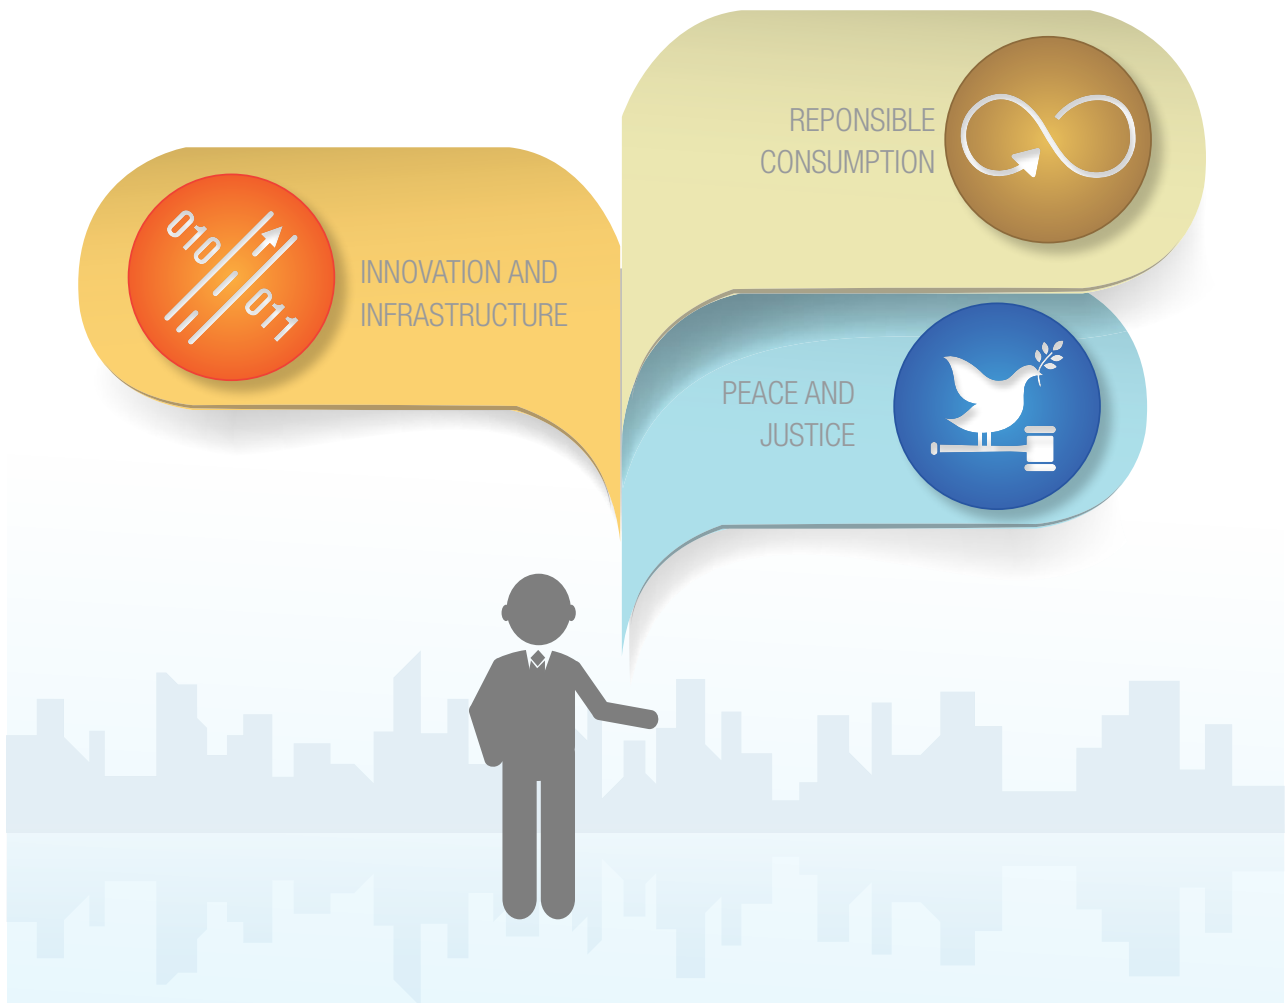 REPONSIBLE
CONSUMPTION
010
011
INNOVATION AND
INFRASTRUCTURE
PEACE AND
JUSTICE